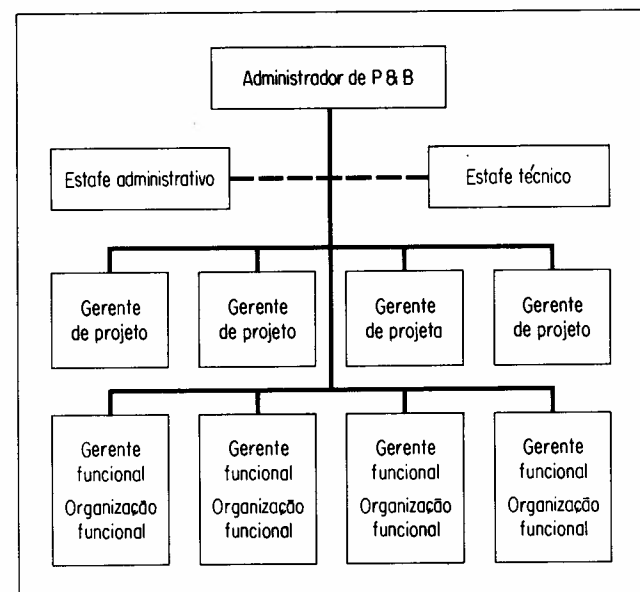 Administrador de P & B
Estafe administrativo
Estafe técnico
Gerente
de projeto
Gerente
de projeto
Gerente
de projeta
Gerente
de projeto
Gerente
funcional
Organização
funcional
Gerente
funcional
Organização
funcional
Gerente
funcional
Organização
funcional
Gerente
funcional
Organização
funcional